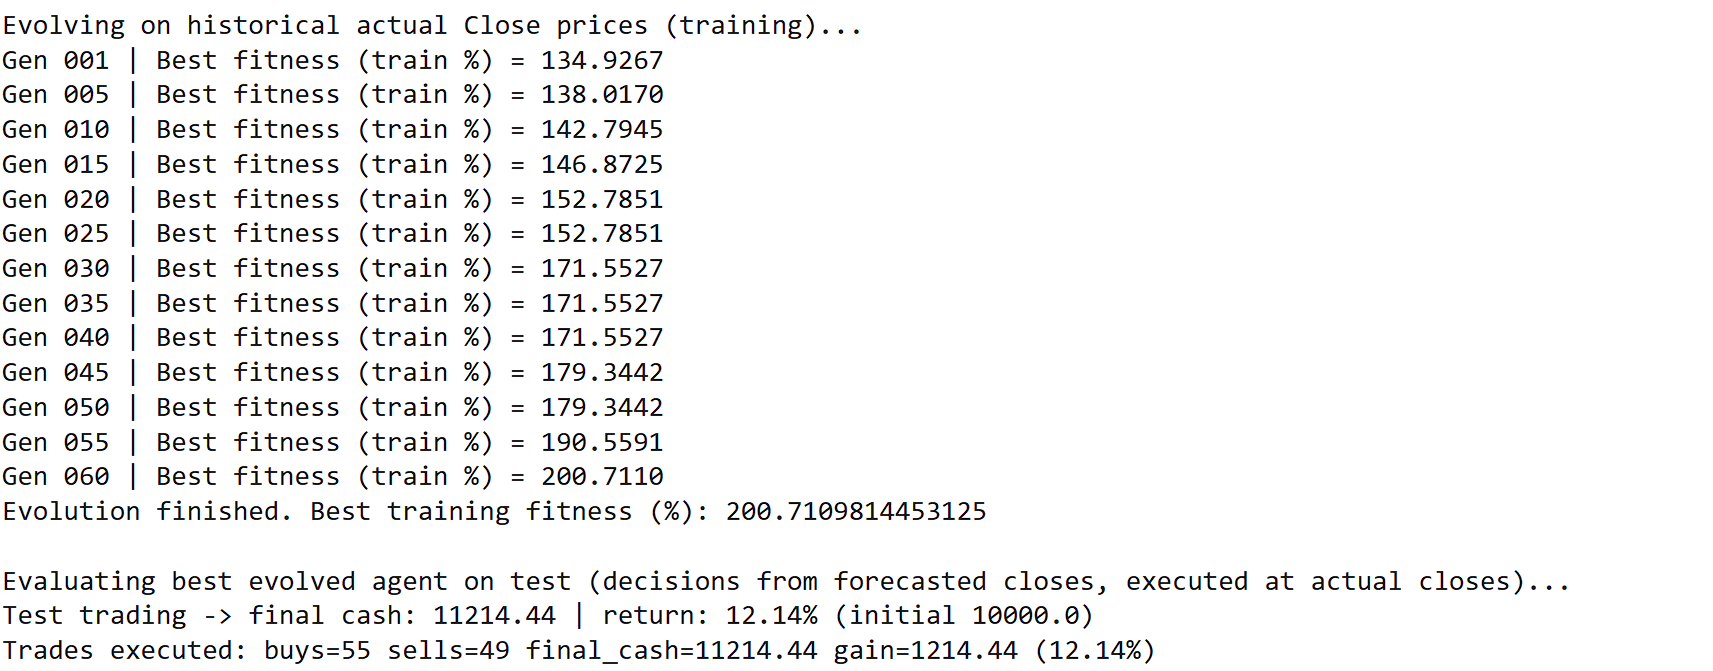 Evolving on historical actual Close prices (training)...
Gen 001 | Best fitness (train %) = 134.9267
Gen 005 | Best fitness (train %) = 138.0170
Gen 010 | Best fitness (train %) = 142.7945
Gen 015 | Best fitness (train %) = 146.8725
Gen 020 | Best fitness (train %) = 152.7851
Gen 025 | Best fitness (train %) = 152.7851
Gen 030 | Best fitness (train %) = 171.5527
Gen 035 | Best fitness (train %) = 171.5527
Gen 040 | Best fitness (train %) = 171.5527
Gen 045 | Best fitness (train %) = 179.3442
Gen 050 | Best fitness (train %) = 179.3442
Gen 055 | Best fitness (train %) = 190.5591
Gen 060 | Best fitness (train %) = 200.7110
Evolution finished. Best training fitness (%): 200.7109814453125
Evaluating best evolved agent on test (decisions from forecasted closes, executed at actual closes)...
Test trading -> final cash: 11214.44 | return: 12.14% (initial 10000.0)
Trades executed: buys=55 sells=49 final_cash=11214.44 gain=1214.44 (12.14%)